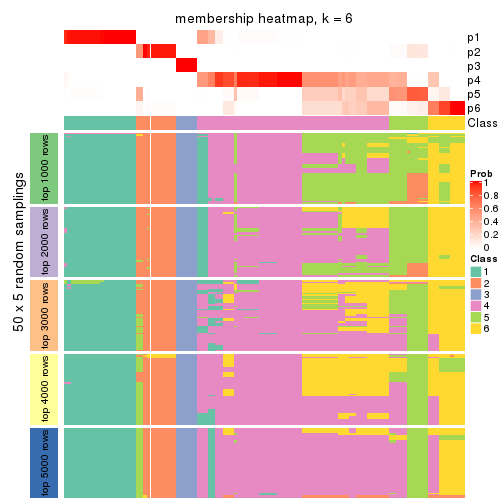 membership heatmap, k = 6
p1
p2
p3
p4
p5
p6
Class
50 x 5 random samplings
top 1000 rows
top 2000 rows
top 3000 rows
top 4000 rows
top 5000 rows
Prob
1
0.8
0.6
0.4
0.2
0
Class
1
2
3
4
5
6